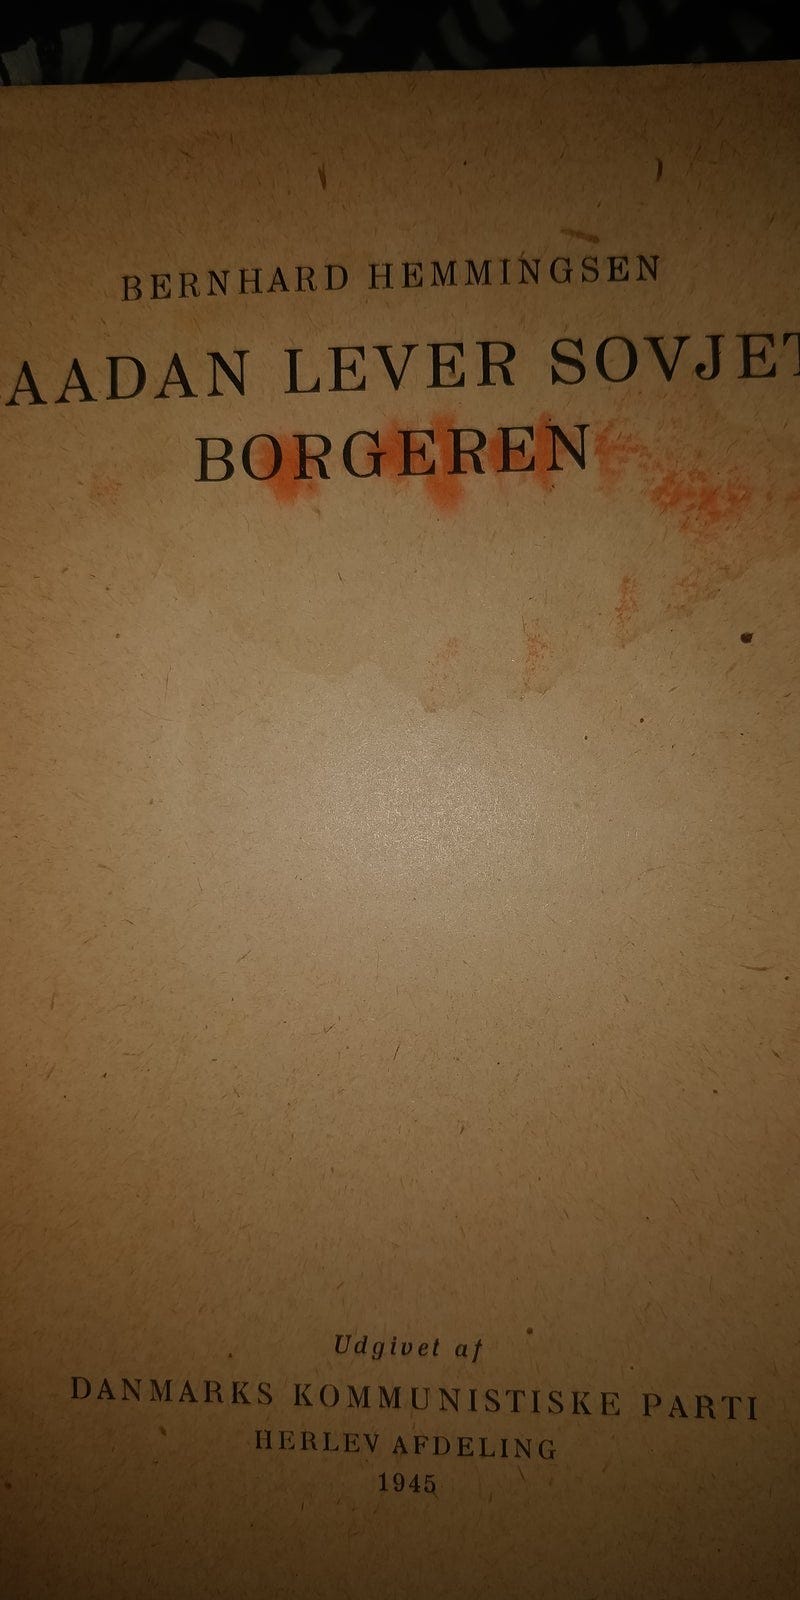 BERNHARD HEMMINGSEN
AADAN LEVER SOVJET
BORGEREN
Udgivet af
DANMARKS KOMMUNISTISKE PARTI
HERLEV AFDELING
1945